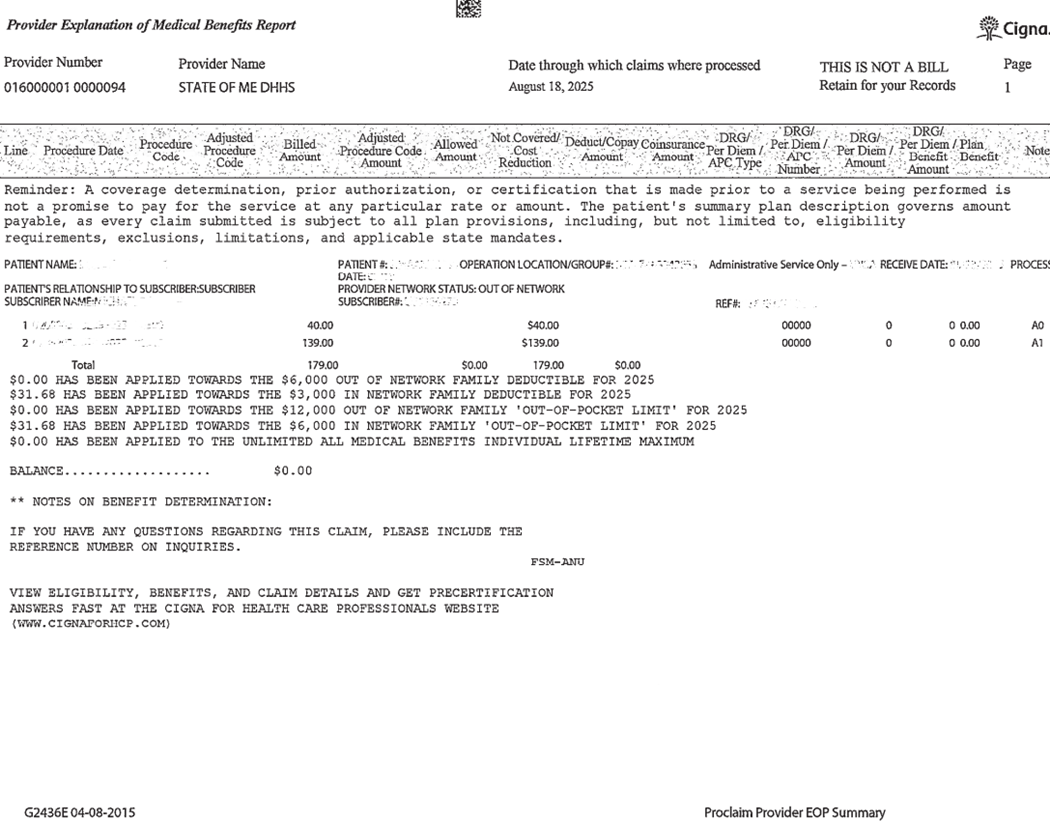 Provider Explanation of Medical Benefits Report
Cigna.
Provider Number Provider Name Date through which claims where processed THIS IS NOT A BILL Page
016000001 0000094 STATE OF ME DHHS August 18, 2025 Retain for your Records 1
Line Procedure Date Procedure Code Adjusted Procedure Code Billed Amount Adjusted Procedure Code Amount Allowed Amount Not Covered/ Cost Reduction Deduct/Copay Amount Coinsurance Amount DRG/ Per Diem / APC Type DRG/ Per Diem / APC Number DRG/ Per Diem / Amount DRG/ Per Diem / Benefit Amount Plan Benefit Note
Reminder: A coverage determination, prior authorization, or certification that is made prior to a service being performed is
not a promise to pay for the service at any particular rate or amount. The patient's summary plan description governs amount
payable, as every claim submitted is subject to all plan provisions, including, but not limited to, eligibility
requirements, exclusions, limitations, and applicable state mandates.
PATIENT NAME: PATIENT #: OPERATION LOCATION/GROUP#: Administrative Service Only – RECEIVE DATE: PROCESS
DATE:
PATIENT'S RELATIONSHIP TO SUBSCRIBER:SUBSCRIBER PROVIDER NETWORK STATUS: OUT OF NETWORK
SUBSCRIBER NAME: SUBSCRIBER#: REF#:
1 40.00 $40.00 00000 0 0 0.00 A0
2 139.00 $139.00 00000 0 0 0.00 A1
Total 179.00 $0.00 179.00 $0.00
$0.00 HAS BEEN APPLIED TOWARDS THE $6,000 OUT OF NETWORK FAMILY DEDUCTIBLE FOR 2025
$31.68 HAS BEEN APPLIED TOWARDS THE $3,000 IN NETWORK FAMILY DEDUCTIBLE FOR 2025
$0.00 HAS BEEN APPLIED TOWARDS THE $12,000 OUT OF NETWORK FAMILY 'OUT-OF-POCKET LIMIT' FOR 2025
$31.68 HAS BEEN APPLIED TOWARDS THE $6,000 IN NETWORK FAMILY 'OUT-OF-POCKET LIMIT' FOR 2025
$0.00 HAS BEEN APPLIED TO THE UNLIMITED ALL MEDICAL BENEFITS INDIVIDUAL LIFETIME MAXIMUM
BALANCE................... $0.00
** NOTES ON BENEFIT DETERMINATION:
IF YOU HAVE ANY QUESTIONS REGARDING THIS CLAIM, PLEASE INCLUDE THE
REFERENCE NUMBER ON INQUIRIES.
FSM-ANU
VIEW ELIGIBILITY, BENEFITS, AND CLAIM DETAILS AND GET PRECERTIFICATION
ANSWERS FAST AT THE CIGNA FOR HEALTH CARE PROFESSIONALS WEBSITE
(WWW.CIGNAFORHCP.COM)
G2436E 04-08-2015 Proclaim Provider EOP Summary